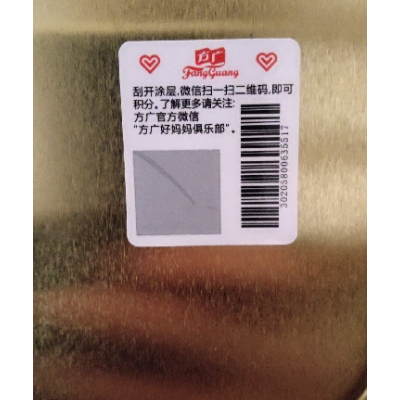 方广
FangGuang
刮开涂层,微信扫一扫二维码,即可
积分。了解更多请关注:
方广官方微信
“方广好妈妈俱乐部”。
30205800635517